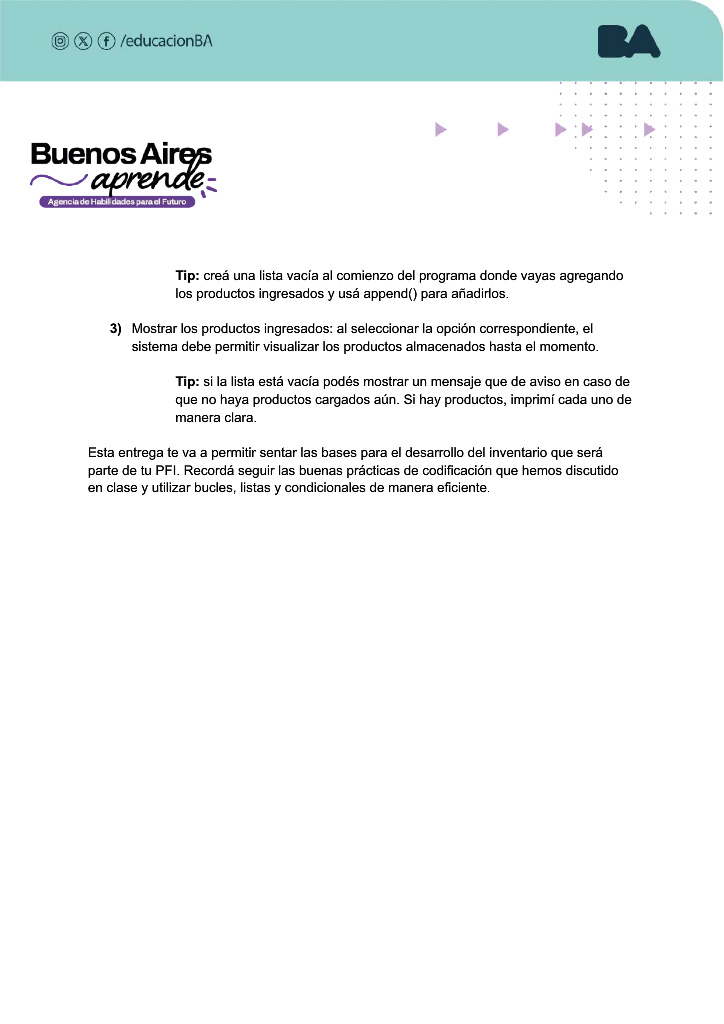 /educacionBA
BA
Buenos Aires
aprende
Agencia de Habilidades para el Futuro
Tip: creá una lista vacía al comienzo del programa donde vayas agregando
los productos ingresados y usá append() para añadirlos.
3) Mostrar los productos ingresados: al seleccionar la opción correspondiente, el
sistema debe permitir visualizar los productos almacenados hasta el momento.
Tip: si la lista está vacía podés mostrar un mensaje que de aviso en caso de
que no haya productos cargados aún. Si hay productos, imprimí cada uno de
manera clara.
Esta entrega te va a permitir sentar las bases para el desarrollo del inventario que será
parte de tu PFI. Recordá seguir las buenas prácticas de codificación que hemos discutido
en clase y utilizar bucles, listas y condicionales de manera eficiente.